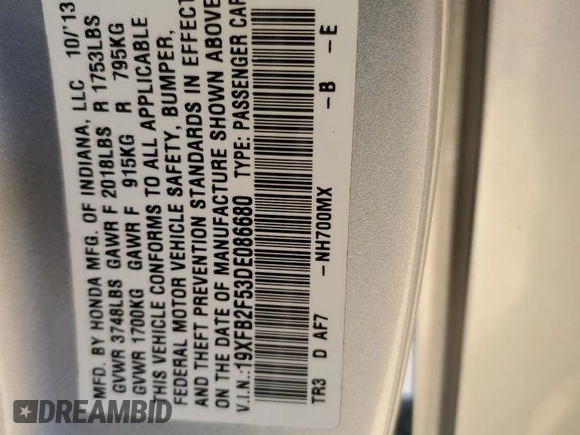 MFD. BY HONDA MFG. OF INDIANA, LLC 10/'13
GVWR 3748LBS GAWR F 2018LBS R 1753LBS
GVWR 1700KG GAWR F 915KG R 795KG
THIS VEHICLE CONFORMS TO ALL APPLICABLE
FEDERAL MOTOR VEHICLE SAFETY, BUMPER,
AND THEFT PREVENTION STANDARDS IN EFFECT
ON THE DATE OF MANUFACTURE SHOWN ABOVE
V.I.N.:19XFB2F53DE086680 TYPE: PASSENGER CAR
TR3 D AF7 -NH700MX -B -E
DREAMBID